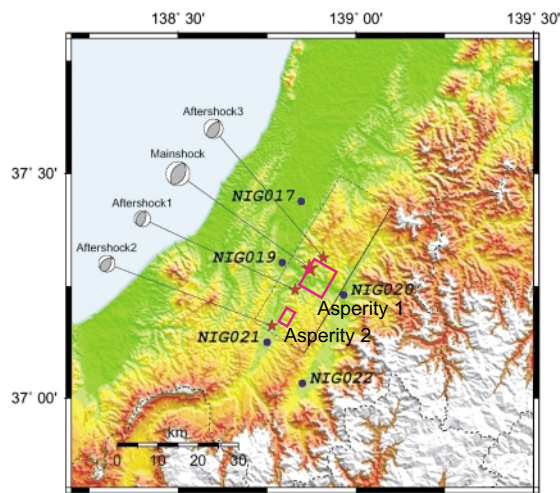 138° 30'
139° 00'
139° 30'
Aftershock3
37° 30'
Mainshock
NIG017
Aftershock1
Aftershock2
NIG019
NIG020
Asperity 1
NIG021
Asperity 2
NIG022
37° 00'
km
0 10 20 30